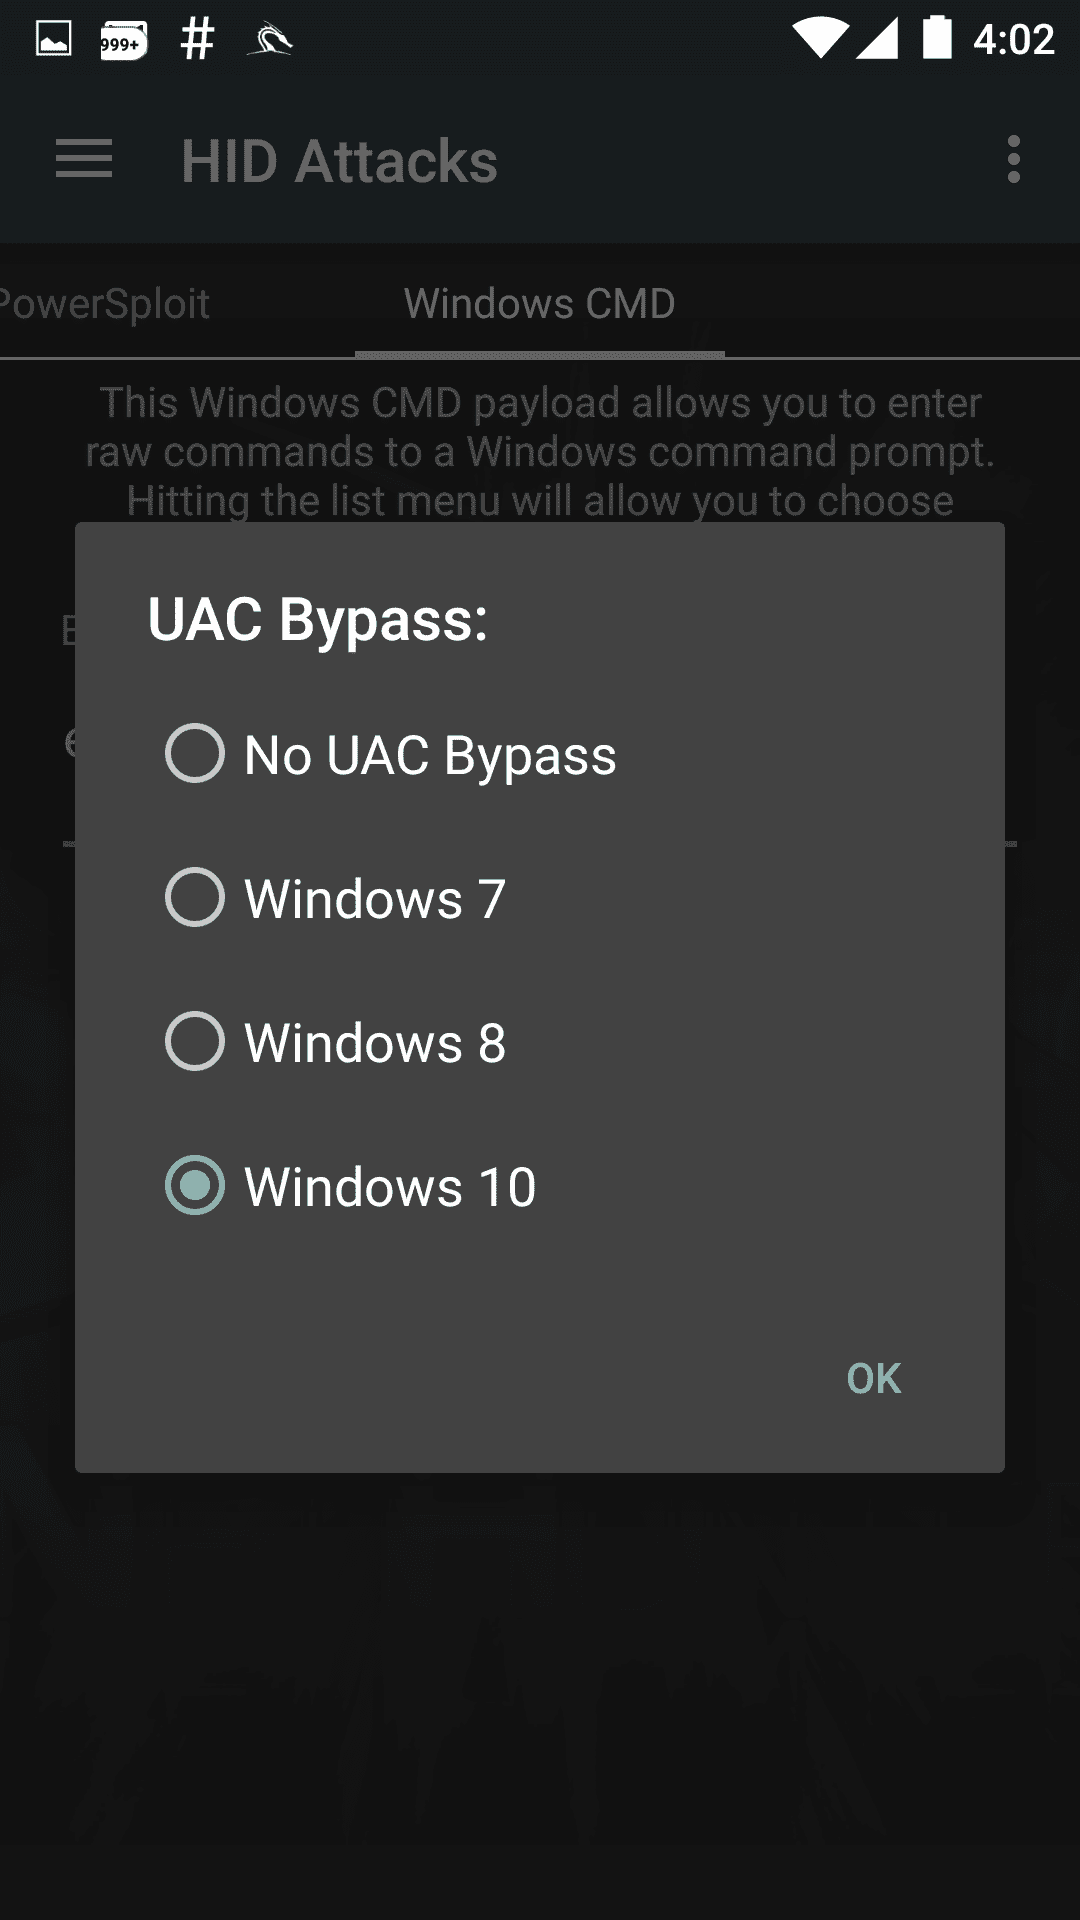 999+
4:02
HID Attacks
PowerSploit
Windows CMD
This Windows CMD payload allows you to enter
raw commands to a Windows command prompt.
Hitting the list menu will allow you to choose
UAC Bypass:
No UAC Bypass
Windows 7
Windows 8
Windows 10
OK